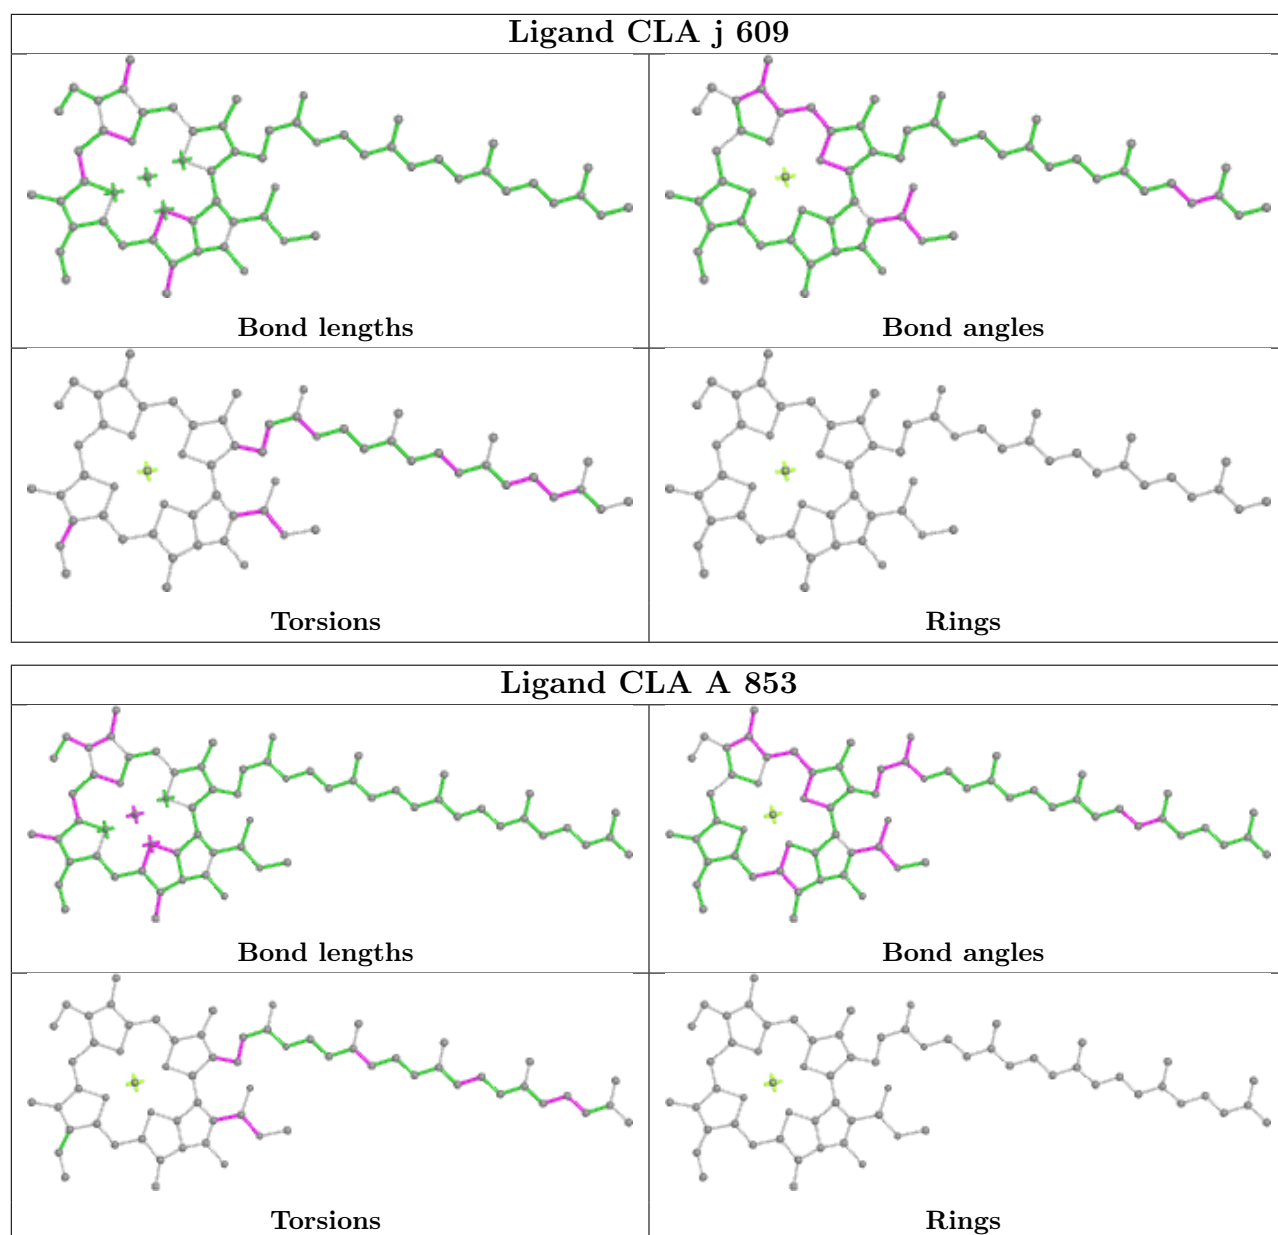 Ligand CLA j 609
Bond lengths
Bond angles
Torsions
Rings
Ligand CLA A 853
Bond lengths
Bond angles
Torsions
Rings